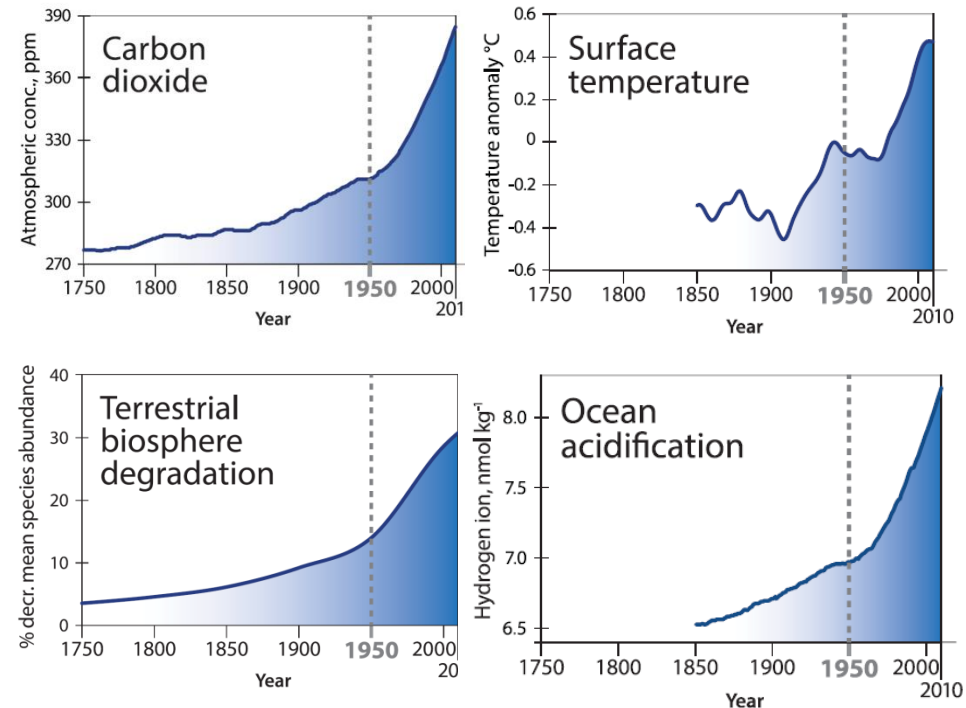 Carbon
dioxide
Atmospheric conc., ppm
390
360
330
300
270
1750 1800 1850 1900 1950 2000
201
Year
Surface
temperature
Temperature anomaly °C
0.6
0.4
0.2
0
-0.2
-0.4
-0.6
1750 1800 1850 1900 1950 2000
2010
Year
Terrestrial
biosphere
degradation
% decr. mean species abundance
40
30
20
10
0
1750 1800 1850 1900 1950 2000
20
Year
Ocean
acidification
Hydrogen ion, nmol kg⁻¹
8.0
7.5
7.0
6.5
1750 1800 1850 1900 1950 2000
2010
Year